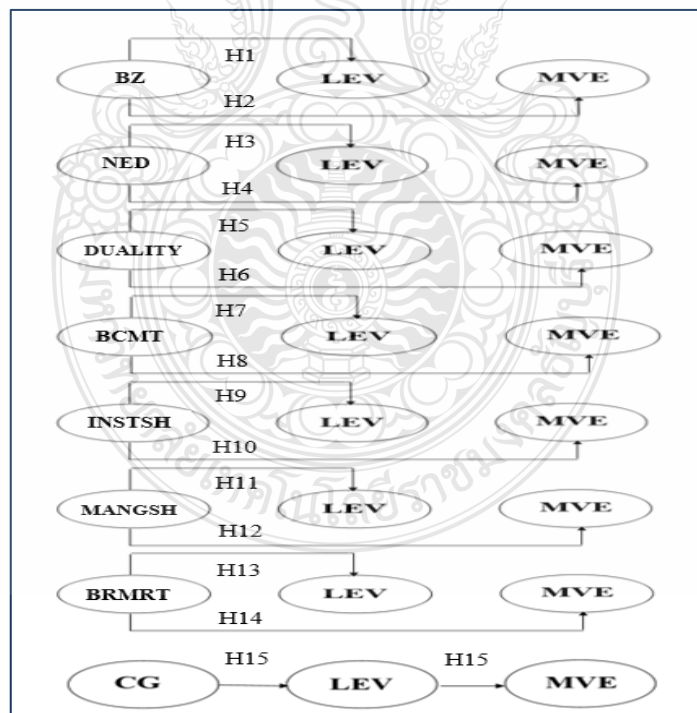 H1
BZ LEV MVE
H2
H3
NED LEV MVE
H4
H5
DUALITY LEV MVE
H6
H7
BCMT LEV MVE
H8
H9
INSTSH LEV MVE
H10
H11
MANGSH LEV MVE
H12
H13
BRMRT LEV MVE
H14
H15 H15
CG LEV MVE